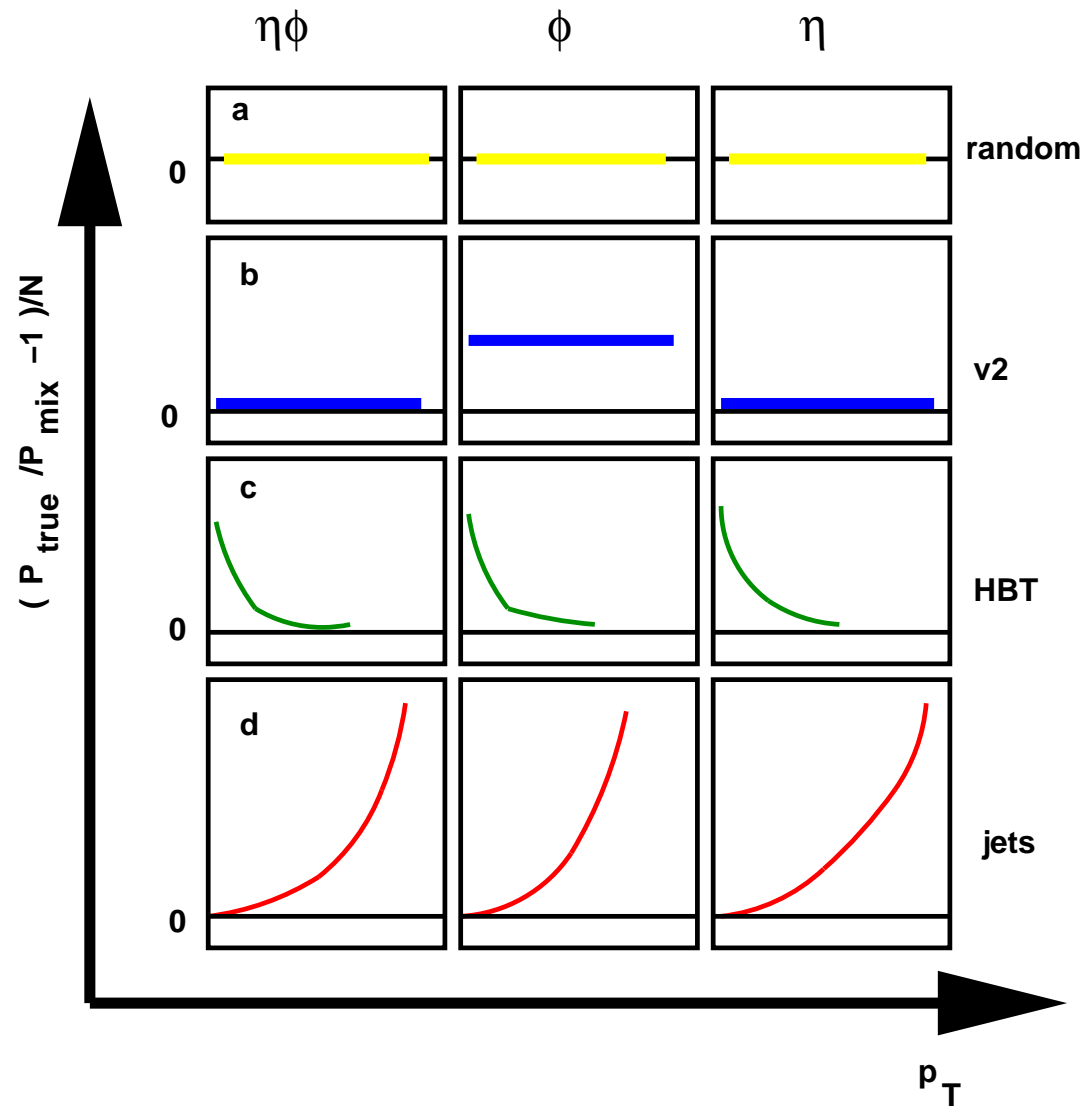 ηϕ ϕ η
a
0
random
b
0
v2
c
0
HBT
d
0
jets
( P true /P mix −1 )/N
p T